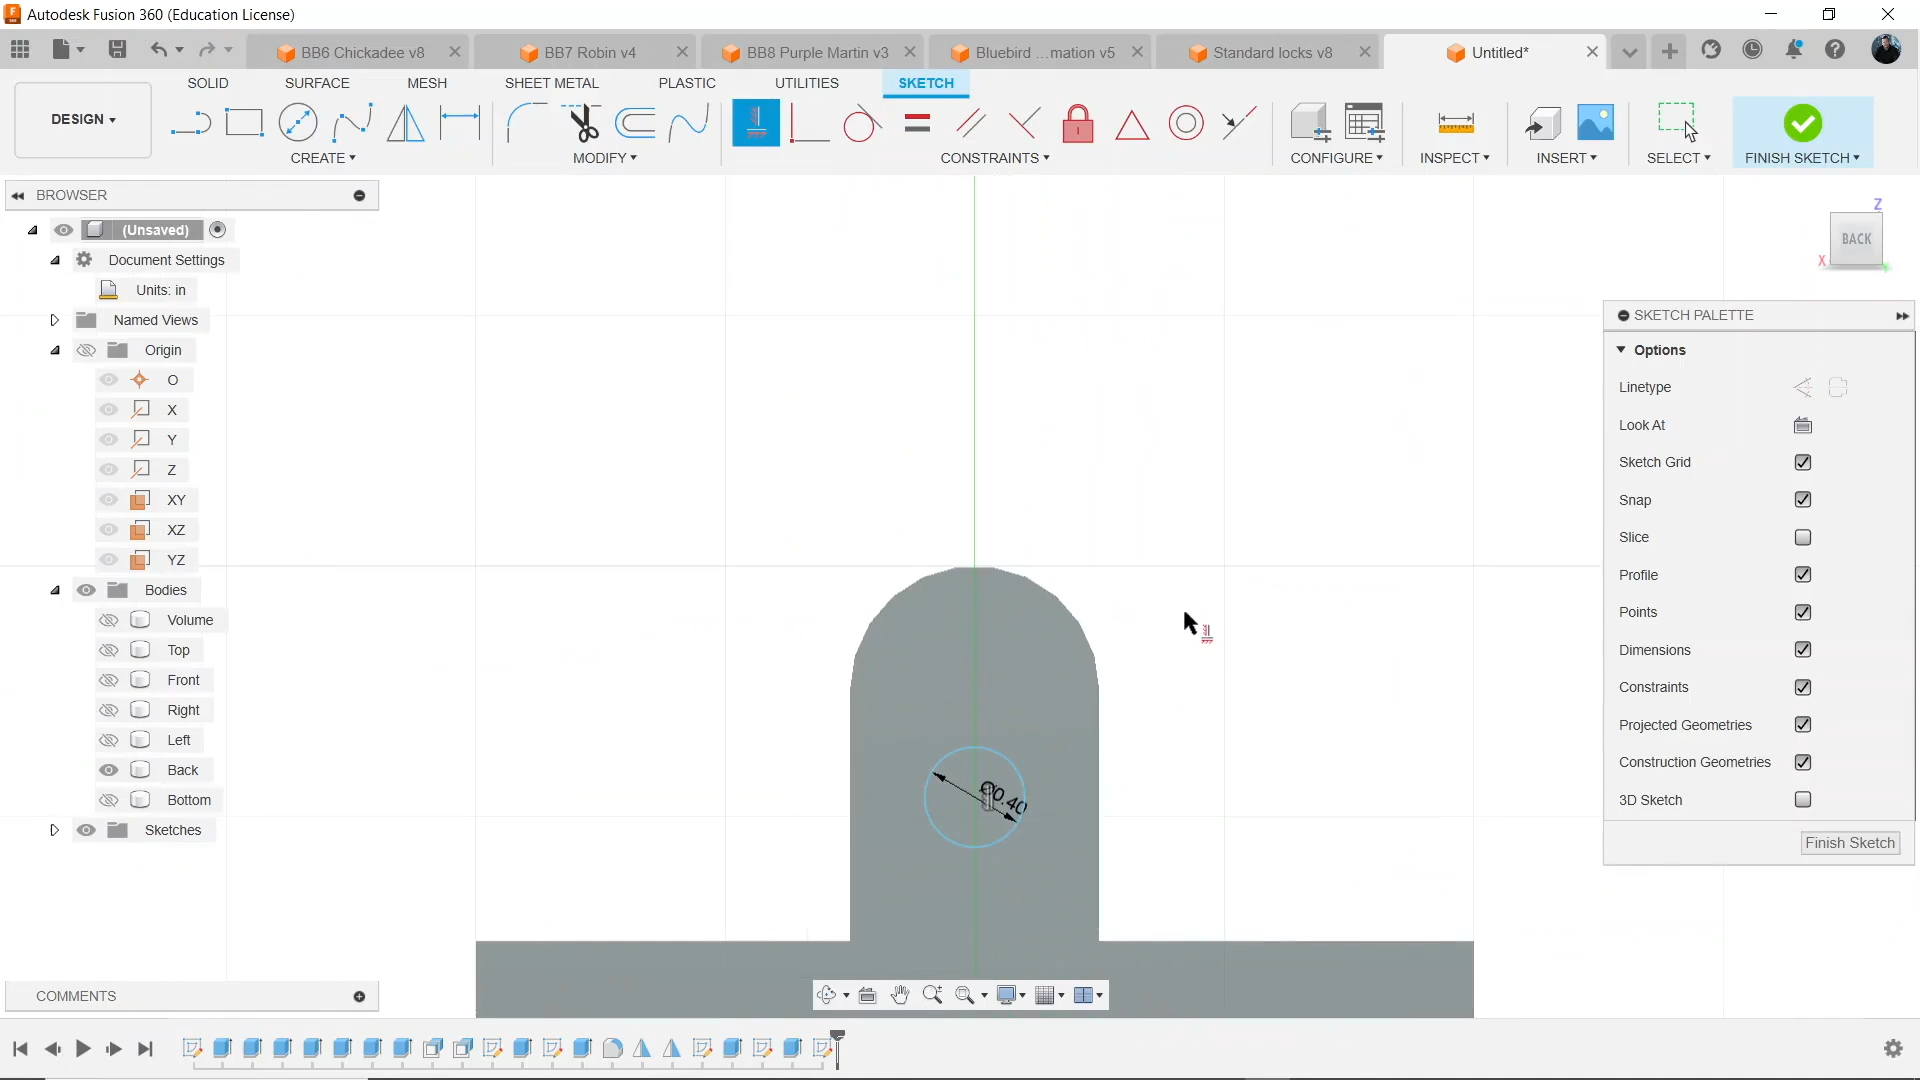 Autodesk Fusion 360 (Education License)
BB6 Chickadee v8
BB7 Robin v4
BB8 Purple Martin v3
Bluebird ...mation v5
Standard locks v8
Untitled*
DESIGN
SOLID
SURFACE
MESH
SHEET METAL
PLASTIC
UTILITIES
SKETCH
CREATE
MODIFY
CONSTRAINTS
CONFIGURE
INSPECT
INSERT
SELECT
FINISH SKETCH
BROWSER
(Unsaved)
Document Settings
Units: in
Named Views
Origin
O
X
Y
Z
XY
XZ
YZ
Bodies
Volume
Top
Front
Right
Left
Back
Bottom
Sketches
COMMENTS
Ø0.40
Z
BACK
X
SKETCH PALETTE
Options
Linetype
Look At
Sketch Grid
Snap
Slice
Profile
Points
Dimensions
Constraints
Projected Geometries
Construction Geometries
3D Sketch
Finish Sketch